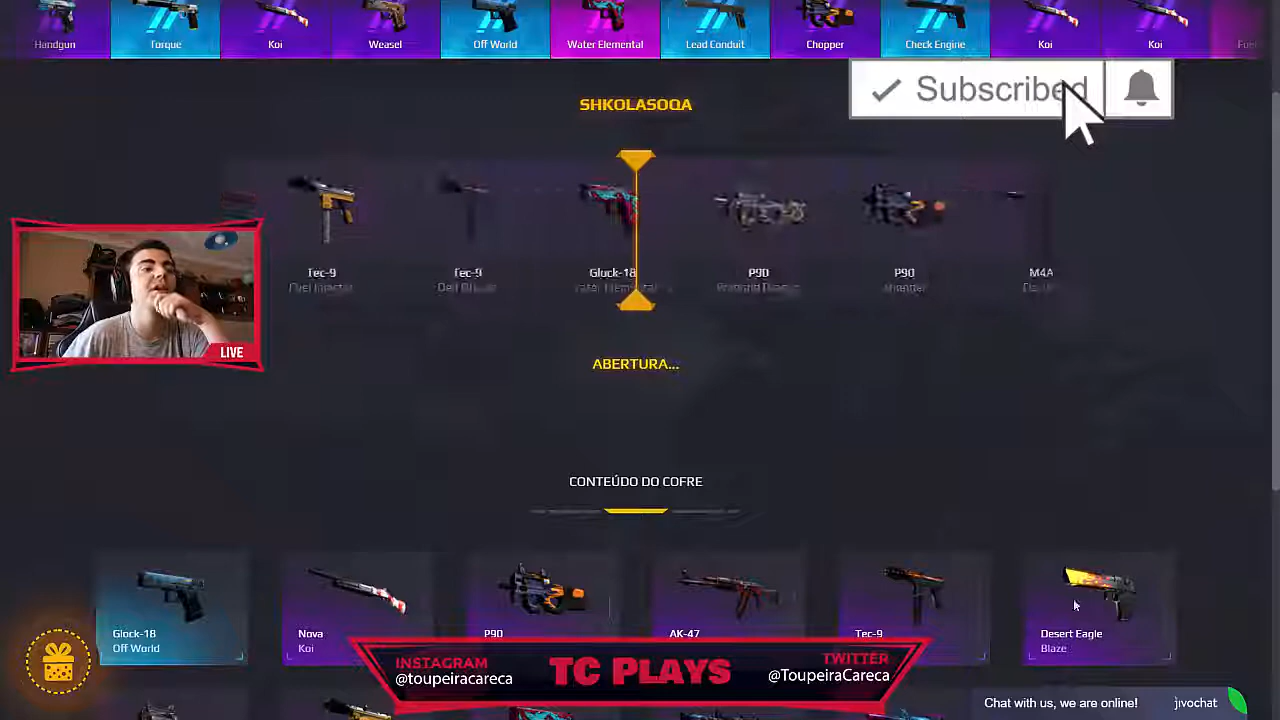 Handgun
Torque
Koi
Weasel
Off World
Water Elemental
Lead Conduit
Chopper
Check Engine
Koi
Koi
Subscribed
SHKOLASOQA
Tec-9
Tec-9
Glock-18
P90
P90
M4A
Fuel Injector
LIVE
ABERTURA...
CONTEÚDO DO COFRE
Glock-18
Off World
Nova
Koi
P90
AK-47
Tec-9
Desert Eagle
Blaze
INSTAGRAM
@toupeiracareca
TC PLAYS
TWITTER
@ToupeiraCareca
Chat with us, we are online!
jivochat